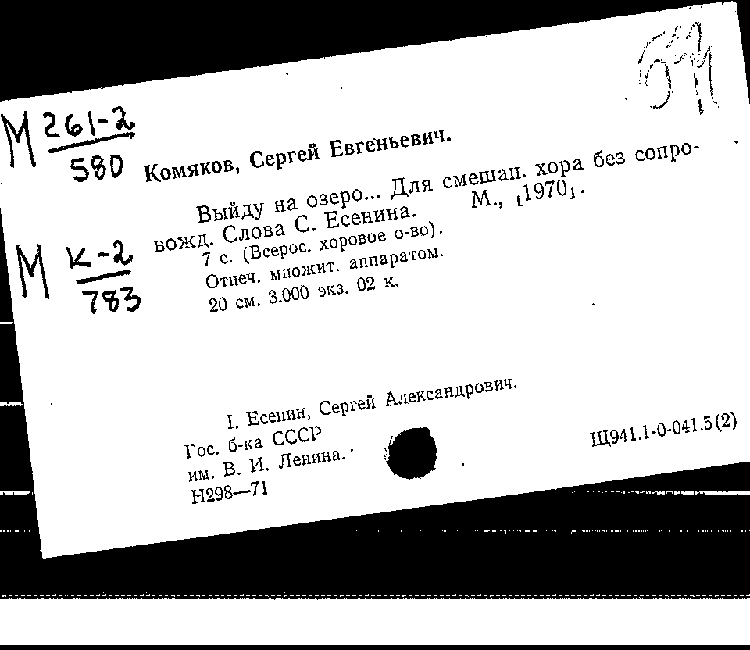 М 261-2
580
Комяков, Сергей Евгеньевич.
Выйду на озеро... Для смешан. хора без сопро-
вожд. Слова С. Есенина. М., [1970].
М К-2
783
7 с. (Всерос. хоровое о-во).
Отпеч. множит. аппаратом.
20 см. 3.000 экз. 02 к.
I. Есенин, Сергей Александрович.
Гос. б-ка СССР
им. В. И. Ленина.
Н298—71
Щ941.1-0-041.5(2)